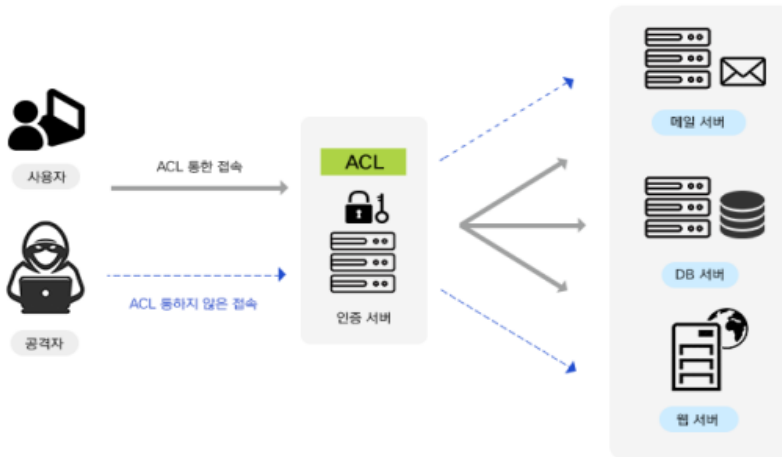 사용자
ACL 통한 접속
공격자
ACL 통하지 않은 접속
ACL
인증 서버
메일 서버
DB 서버
웹 서버